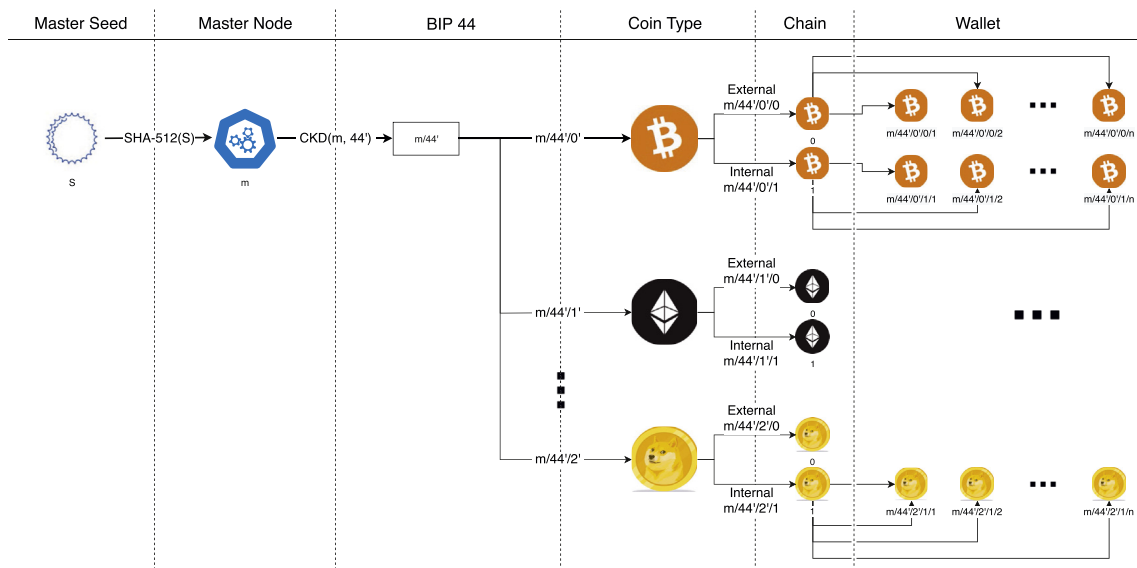 Master Seed
Master Node
BIP 44
Coin Type
Chain
Wallet
SHA-512(S)
S
m
CKD(m, 44')
m/44'
m/44'/0'
External
m/44'/0'/0
0
m/44'/0'/0/1
m/44'/0'/0/2
m/44'/0'/0/n
Internal
m/44'/0'/1
1
m/44'/0'/1/1
m/44'/0'/1/2
m/44'/0'/1/n
m/44'/1'
External
m/44'/1'/0
0
Internal
m/44'/1'/1
1
m/44'/2'
External
m/44'/2'/0
0
Internal
m/44'/2'/1
1
m/44'/2'/1/1
m/44'/2'/1/2
m/44'/2'/1/n